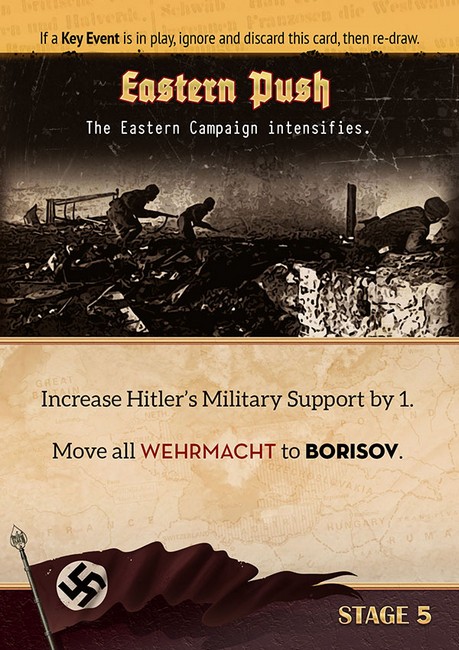 If a Key Event is in play, ignore and discard this card, then re-draw.
Eastern Push
The Eastern Campaign intensifies.
Increase Hitler's Military Support by 1.
Move all WEHRMACHT to BORISOV.
STAGE 5